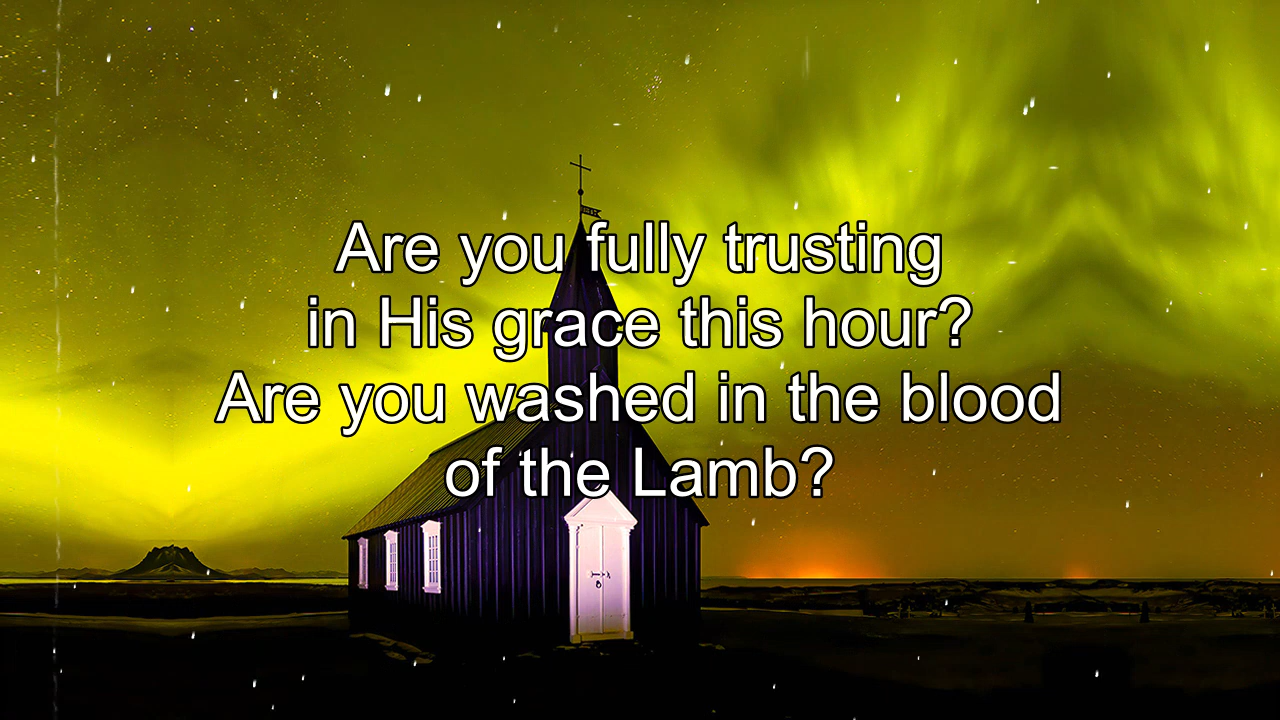 Are you fully trusting
in His grace this hour?
Are you washed in the blood
of the Lamb?